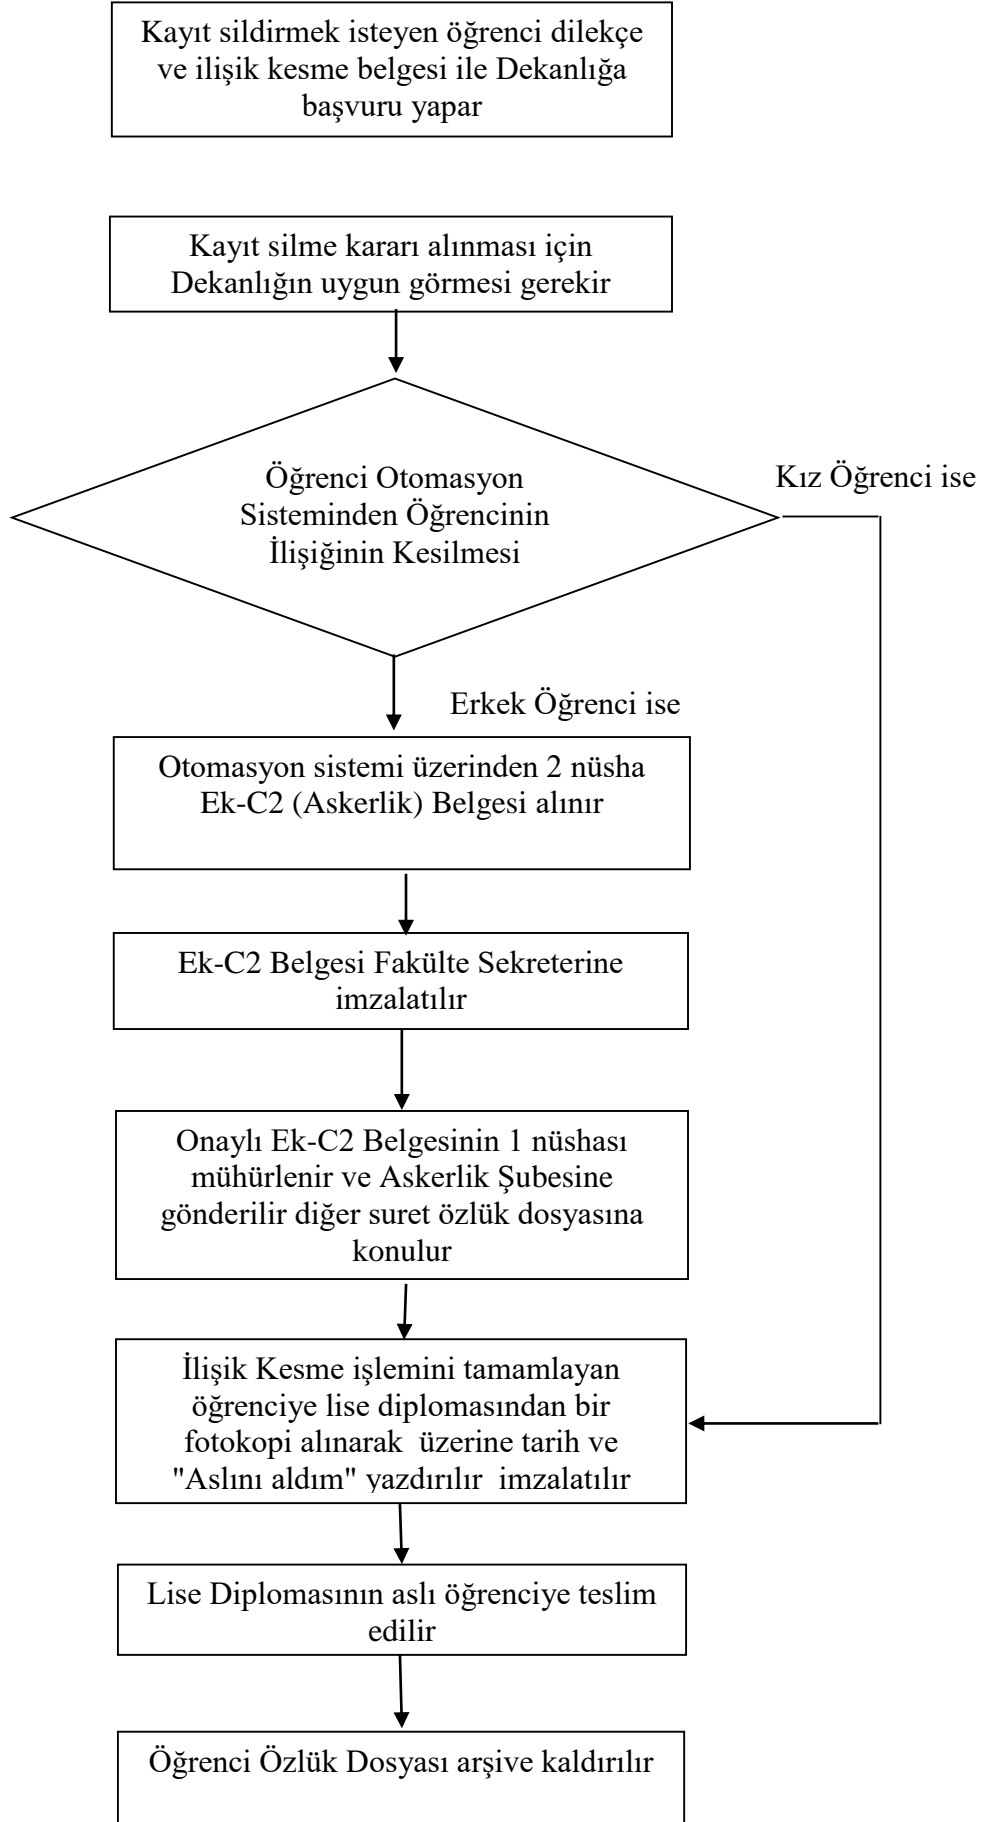 Kayıt sildirmek isteyen öğrenci dilekçe
ve ilişik kesme belgesi ile Dekanlığa
başvuru yapar
Kayıt silme kararı alınması için
Dekanlığın uygun görmesi gerekir
Öğrenci Otomasyon
Sisteminden Öğrencinin
İlişiğinin Kesilmesi
Kız Öğrenci ise
Erkek Öğrenci ise
Otomasyon sistemi üzerinden 2 nüsha
Ek-C2 (Askerlik) Belgesi alınır
Ek-C2 Belgesi Fakülte Sekreterine
imzalatılır
Onaylı Ek-C2 Belgesinin 1 nüshası
mühürlenir ve Askerlik Şubesine
gönderilir diğer suret özlük dosyasına
konulur
İlişik Kesme işlemini tamamlayan
öğrenciye lise diplomasından bir
fotokopi alınarak  üzerine tarih ve
"Aslını aldım" yazdırılır  imzalatılır
Lise Diplomasının aslı öğrenciye teslim
edilir
Öğrenci Özlük Dosyası arşive kaldırılır